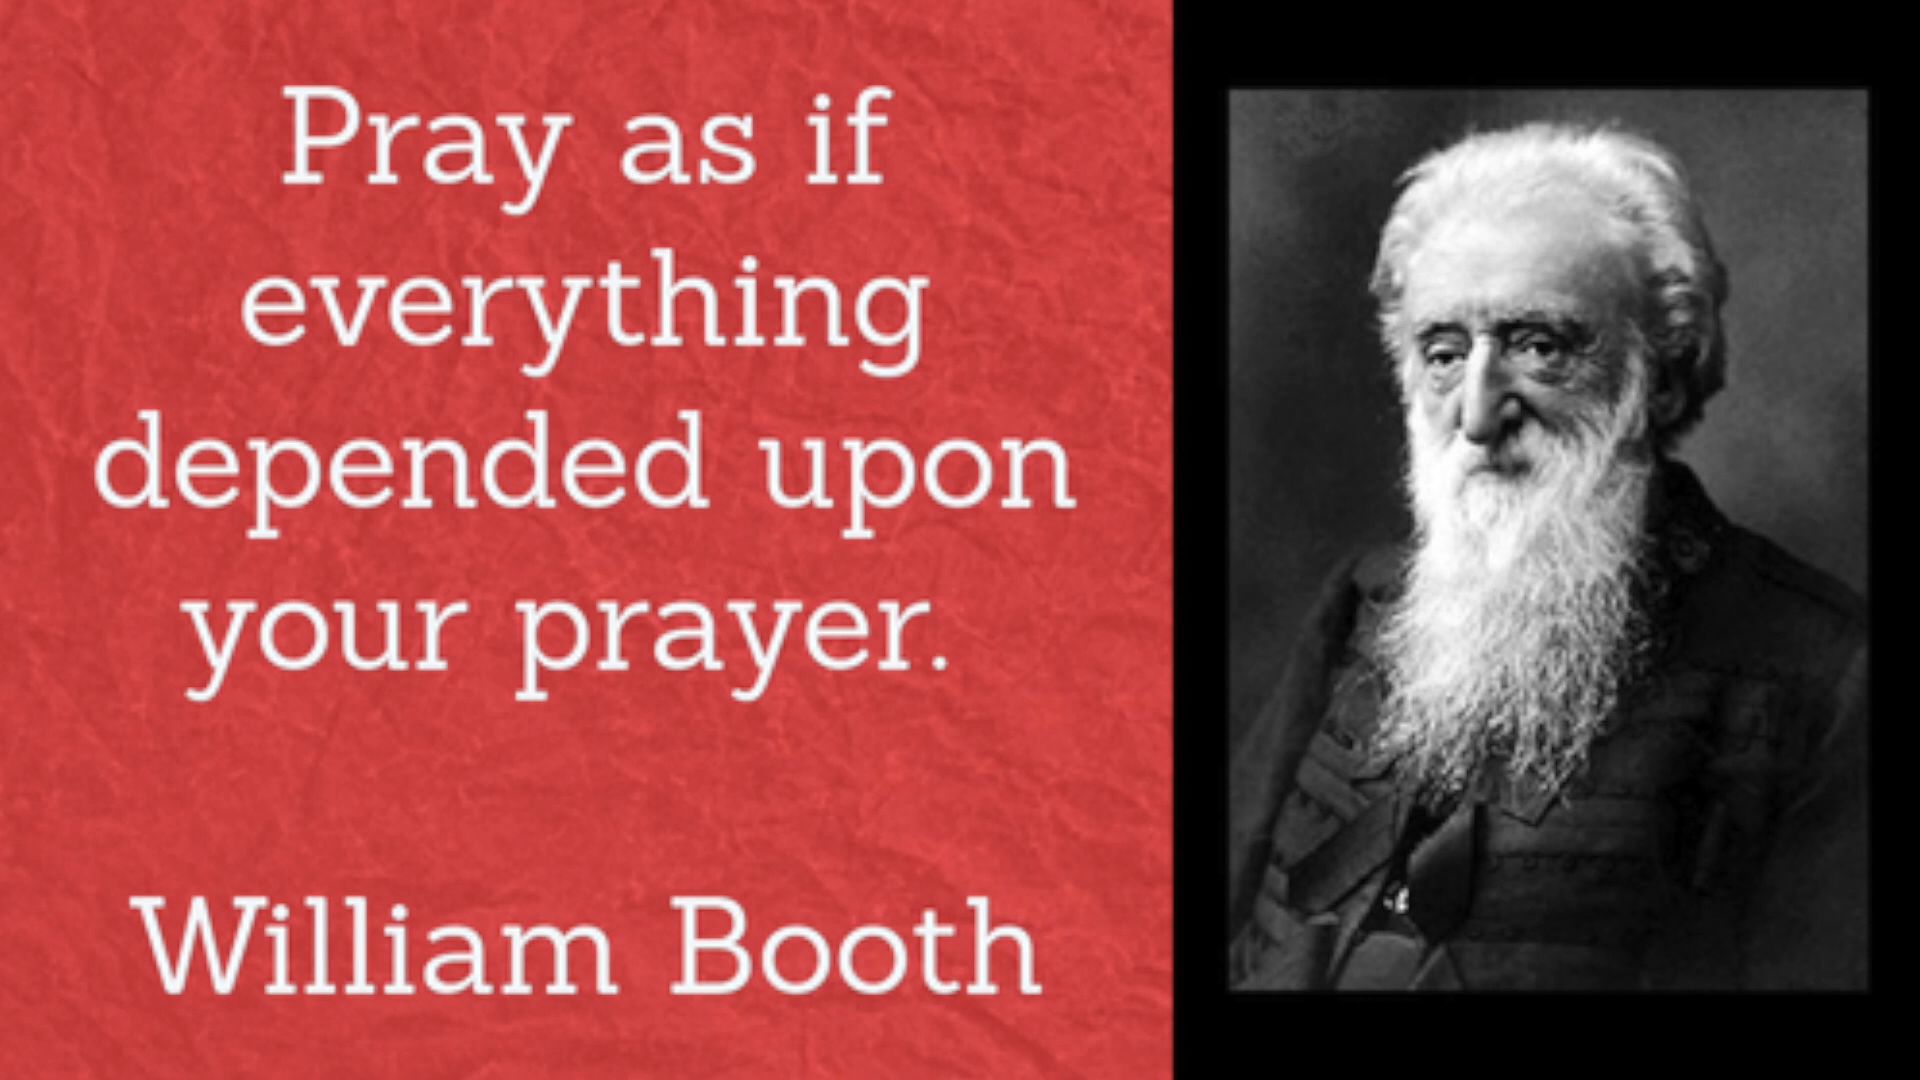 Pray as if
everything
depended upon
your prayer.
William Booth